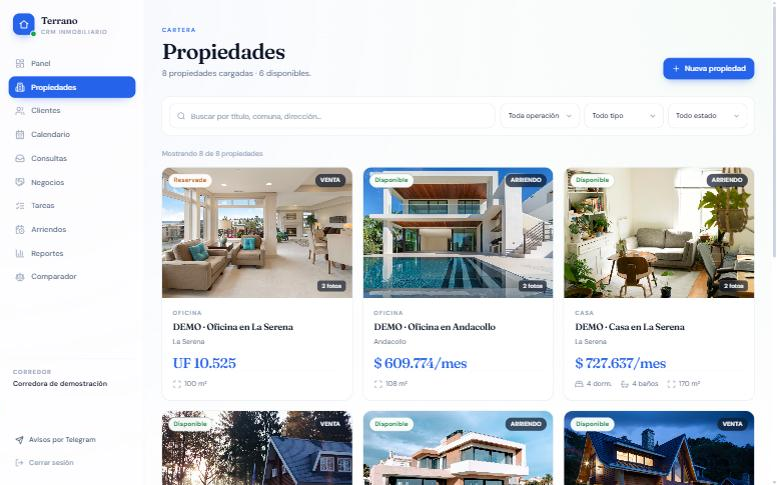 Terrano
CRM INMOBILIARIO
Panel
Propiedades
Clientes
Calendario
Consultas
Negocios
Tareas
Arriendos
Reportes
Comparador
CORREDOR
Corredora de demostración
Avisos por Telegram
Cerrar sesión
CARTERA
Propiedades
8 propiedades cargadas · 6 disponibles.
+ Nueva propiedad
Buscar por título, comuna, dirección...
Toda operación
Todo tipo
Todo estado
Mostrando 8 de 8 propiedades
Reservada
VENTA
2 fotos
OFICINA
DEMO · Oficina en La Serena
La Serena
UF 10.525
100 m²
Disponible
ARRIENDO
2 fotos
OFICINA
DEMO · Oficina en Andacollo
Andacollo
$ 609.774/mes
108 m²
Disponible
ARRIENDO
2 fotos
CASA
DEMO · Casa en La Serena
La Serena
$ 727.637/mes
4 dorm. 4 baños 170 m²
Disponible
VENTA
Disponible
ARRIENDO
Disponible
VENTA